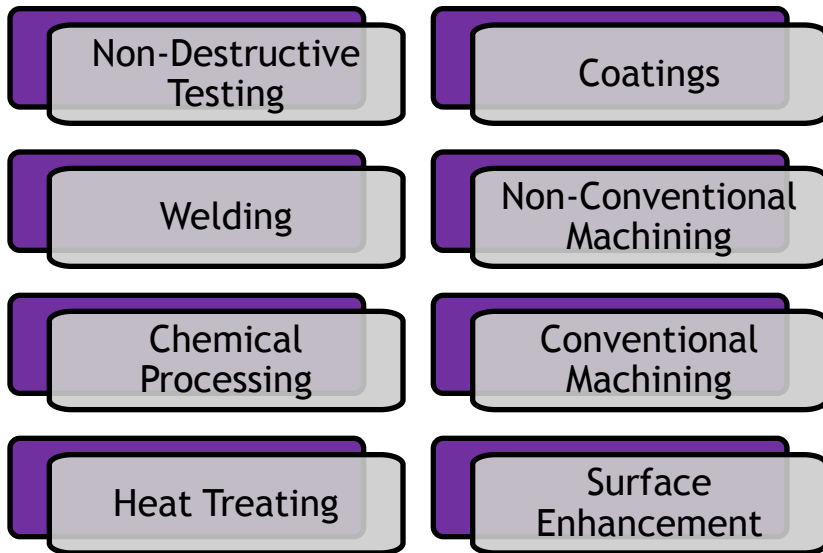 Non-Destructive
Testing
Coatings
Welding
Non-Conventional
Machining
Chemical
Processing
Conventional
Machining
Heat Treating
Surface
Enhancement